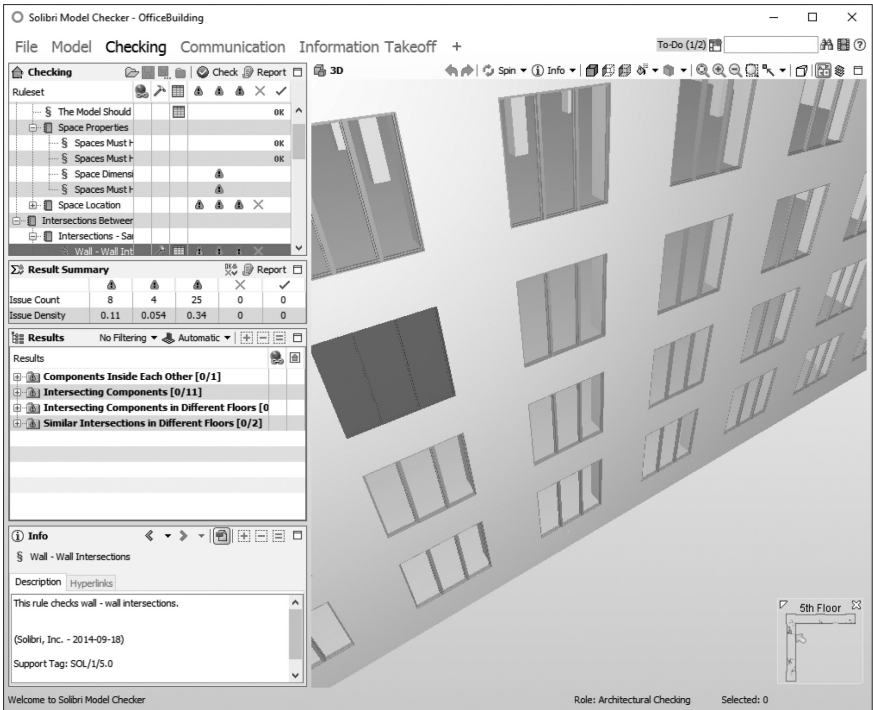 Solibri Model Checker - OfficeBuilding
File Model Checking Communication Information Takeoff +
To-Do (1/2)
Checking
Check
Report
Ruleset
§ The Model Should
OK
Space Properties
§ Spaces Must H
OK
§ Spaces Must H
OK
§ Space Dimensi
§ Spaces Must H
Space Location
Intersections Between
Intersections - Sa
Wall - Wall Int
Result Summary
Report
Issue Count 8 4 25 0 0
Issue Density 0.11 0.054 0.34 0 0
Results
No Filtering
Automatic
Results
Components Inside Each Other [0/1]
Intersecting Components [0/11]
Intersecting Components in Different Floors [0
Similar Intersections in Different Floors [0/2]
Info
§ Wall - Wall Intersections
Description Hyperlinks
This rule checks wall - wall intersections.
(Solibri, Inc. - 2014-09-18)
Support Tag: SOL/1/5.0
3D
Spin
Info
5th Floor
Welcome to Solibri Model Checker
Role: Architectural Checking
Selected: 0